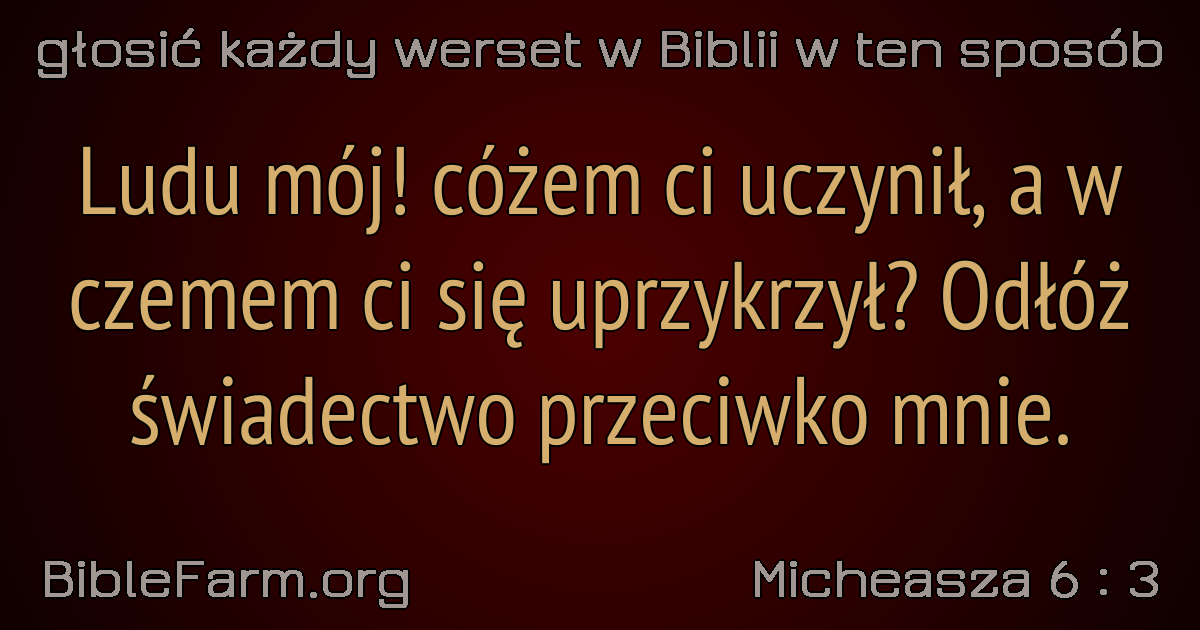 głosić każdy werset w Biblii w ten sposób
Ludu mój! cóżem ci uczynił, a w
czemem ci się uprzykrzył? Odłóż
świadectwo przeciwko mnie.
BibleFarm.org
Micheasza 6 : 3